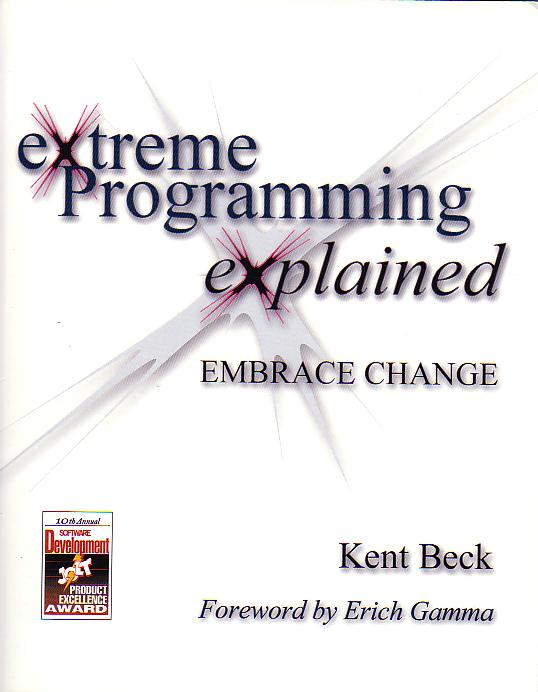 eXtreme
Programming
eXplained
EMBRACE CHANGE
10th Annual
SOFTWARE
Development
JOLT
PRODUCT
EXCELLENCE
AWARD
Kent Beck
Foreword by Erich Gamma